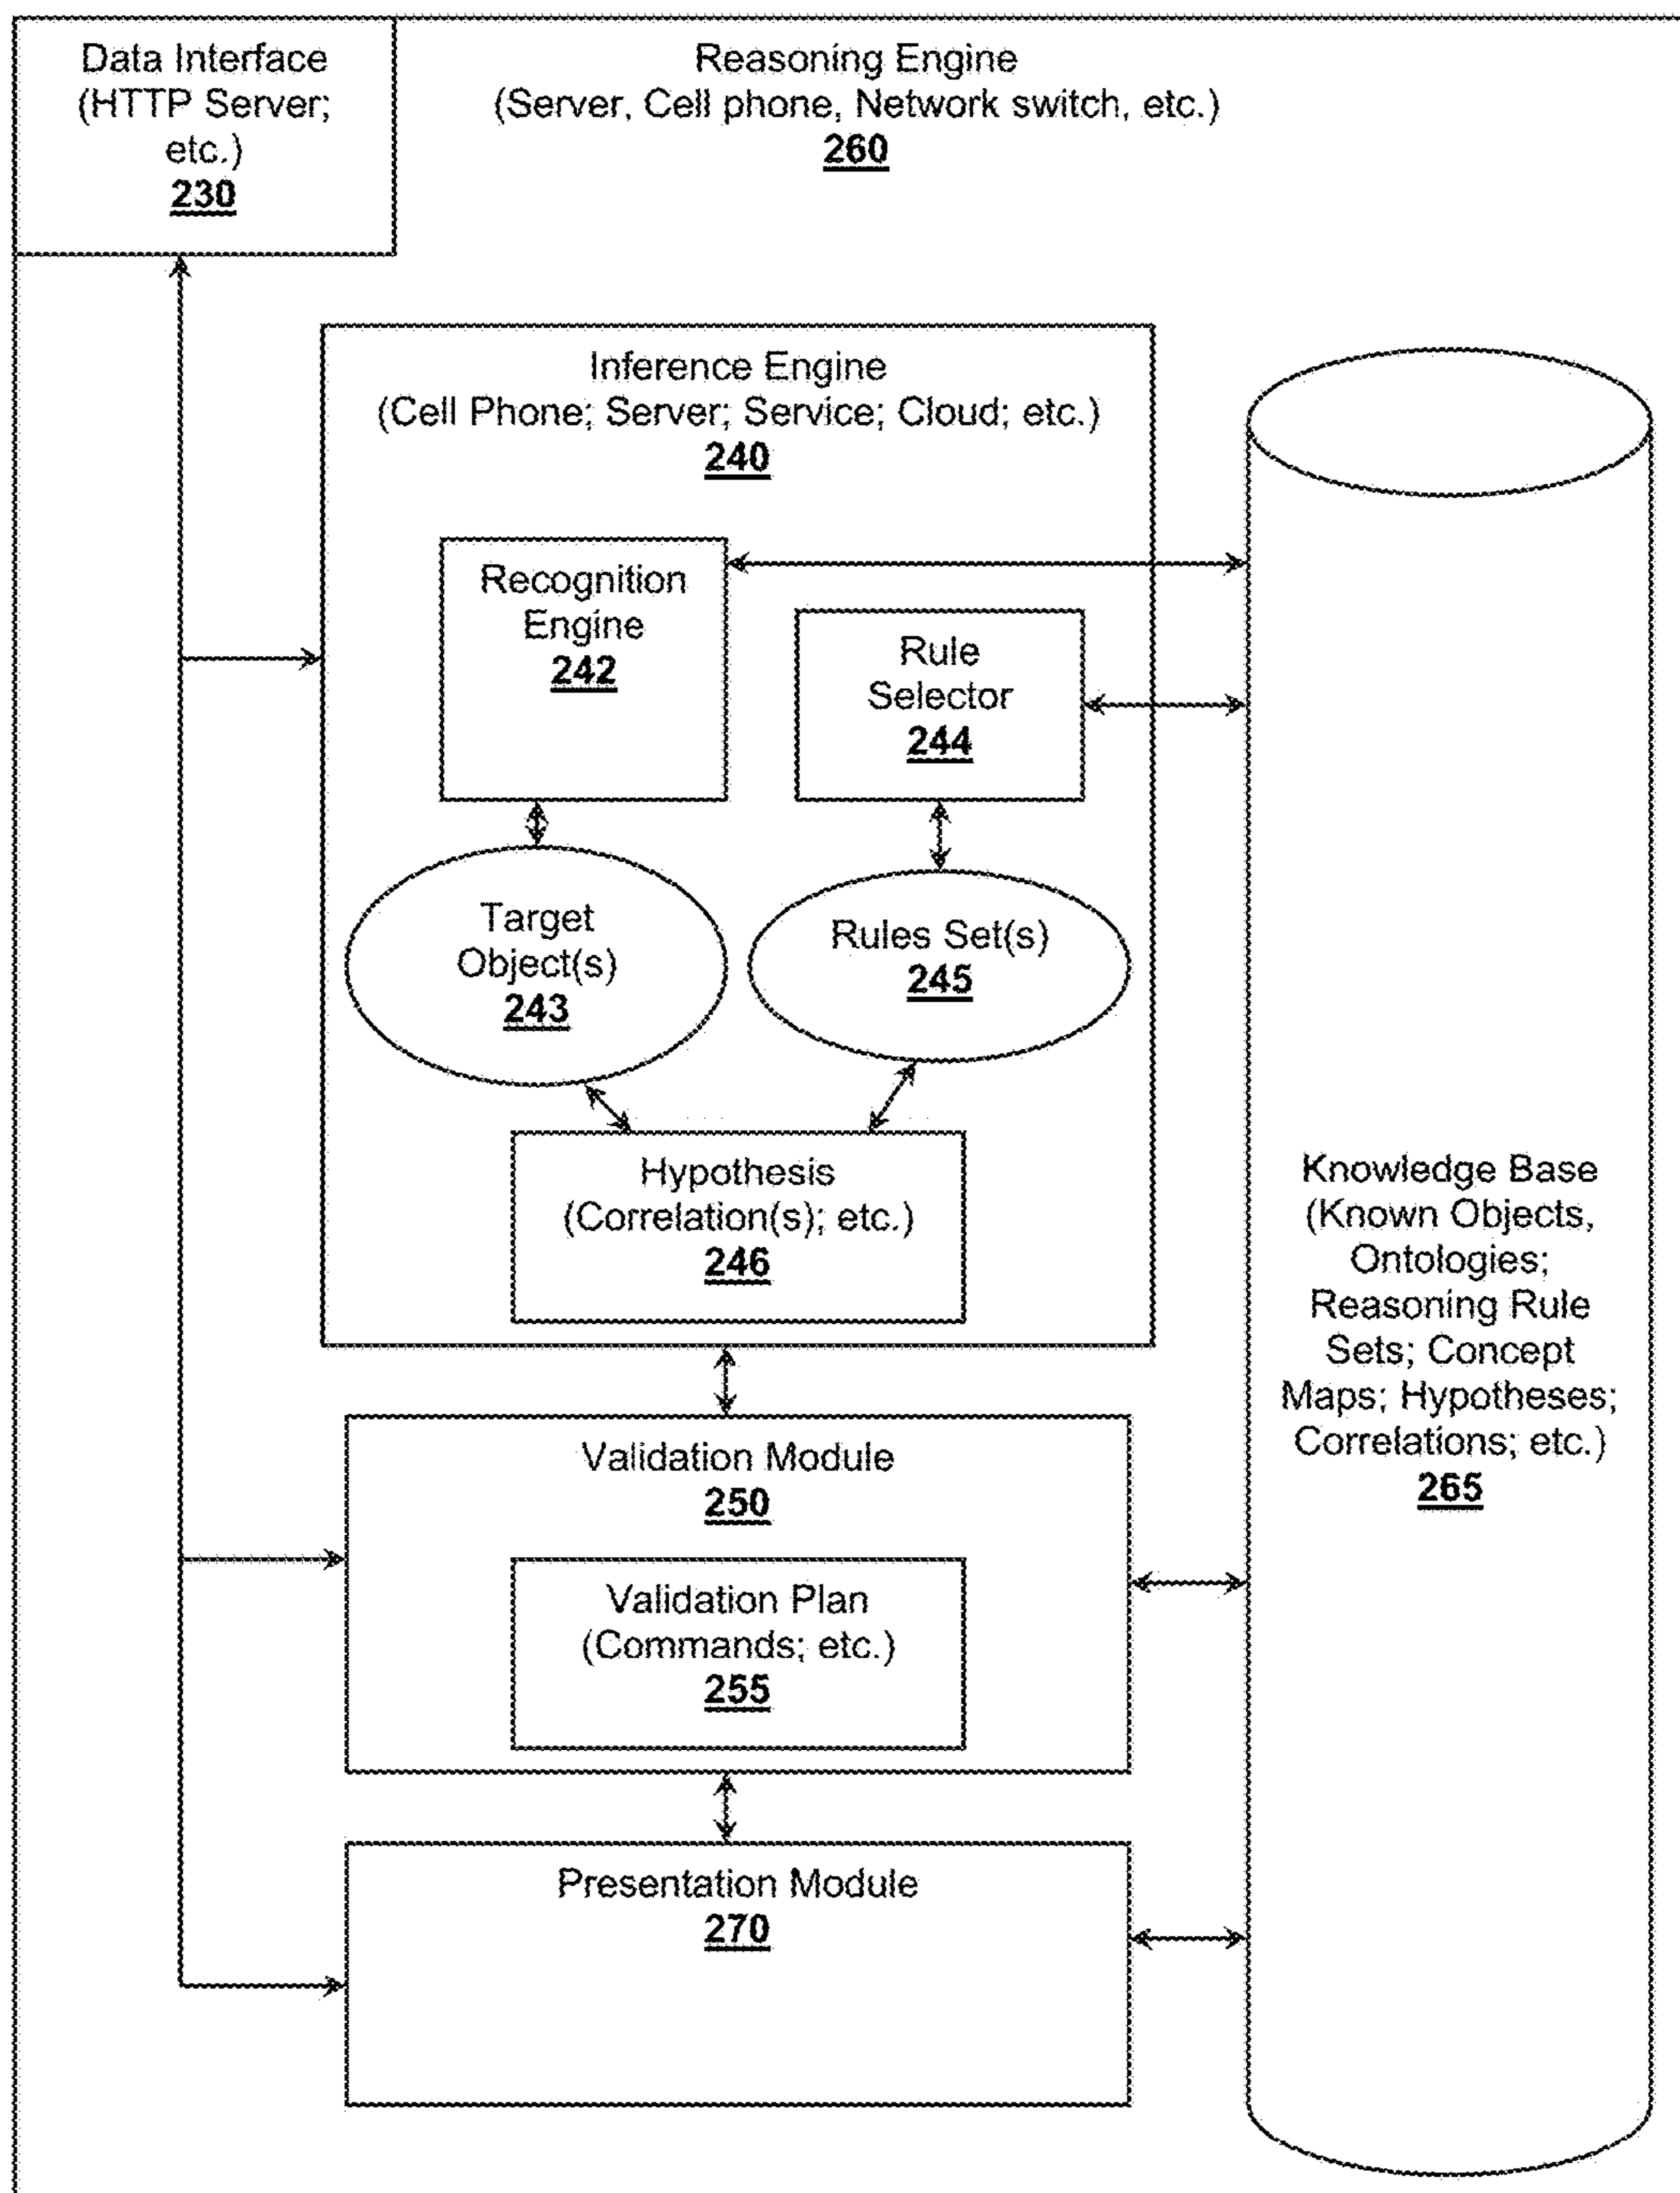 Data Interface
(HTTP Server;
etc.)
230
Reasoning Engine
(Server, Cell phone, Network switch, etc.)
260
Inference Engine
(Cell Phone; Server; Service; Cloud; etc.)
240
Recognition
Engine
242
Rule
Selector
244
Target
Object(s)
243
Rules Set(s)
245
Hypothesis
(Correlation(s); etc.)
246
Validation Module
250
Validation Plan
(Commands; etc.)
255
Presentation Module
270
Knowledge Base
(Known Objects,
Ontologies;
Reasoning Rule
Sets; Concept
Maps; Hypotheses;
Correlations; etc.)
265